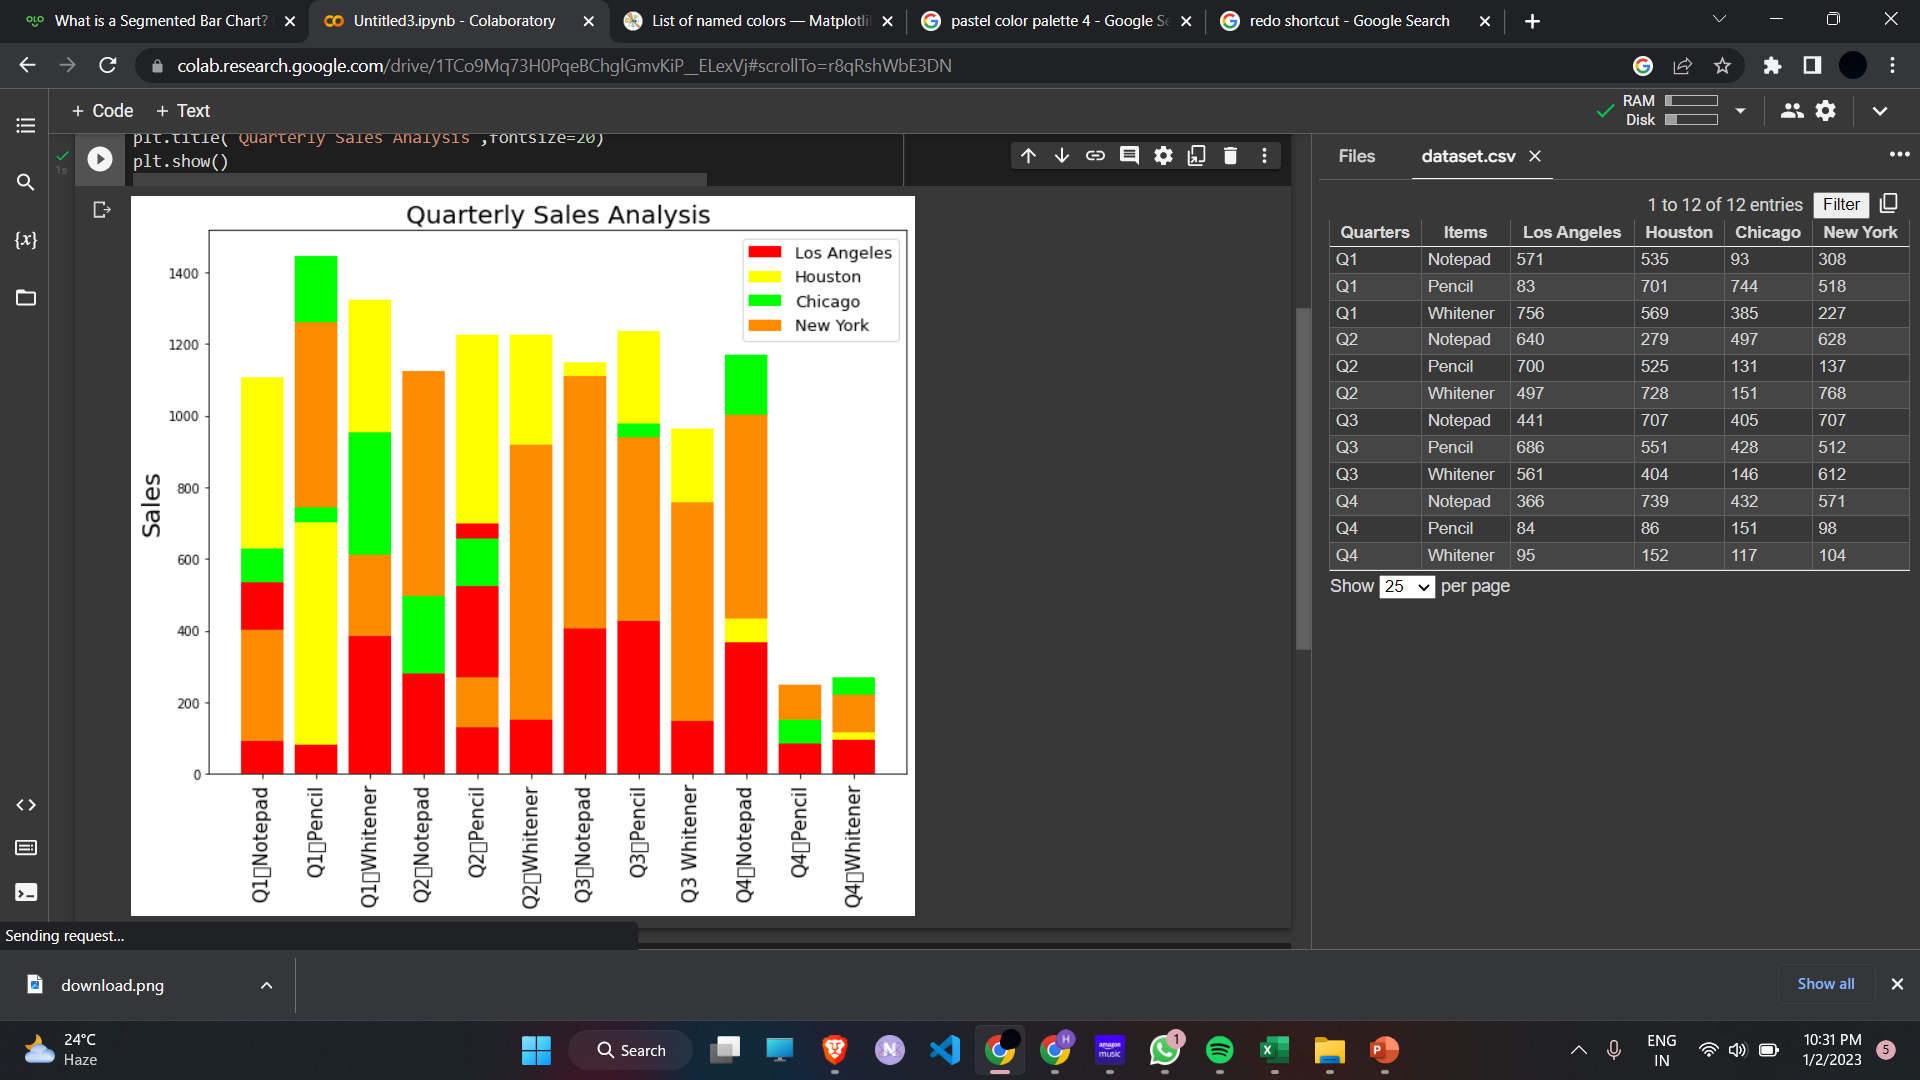 What is a Segmented Bar Chart?
Untitled3.ipynb - Colaboratory
List of named colors — Matplotli
pastel color palette 4 - Google Se
redo shortcut - Google Search
colab.research.google.com/drive/1TCo9Mq73H0PqeBChglGmvKiP__ELexVj#scrollTo=r8qRshWbE3DN
+ Code + Text
RAM
Disk
plt.title('Quarterly Sales Analysis',fontsize=20)
plt.show()
1s
{x}
Quarterly Sales Analysis
Los Angeles
Houston
Chicago
New York
Sales
1400
1200
1000
800
600
400
200
0
Q1▯Notepad
Q1▯Pencil
Q1▯Whitener
Q2▯Notepad
Q2▯Pencil
Q2▯Whitener
Q3▯Notepad
Q3▯Pencil
Q3 Whitener
Q4▯Notepad
Q4▯Pencil
Q4▯Whitener
Files dataset.csv
1 to 12 of 12 entries Filter
Quarters Items Los Angeles Houston Chicago New York
Q1 Notepad 571 535 93 308
Q1 Pencil 83 701 744 518
Q1 Whitener 756 569 385 227
Q2 Notepad 640 279 497 628
Q2 Pencil 700 525 131 137
Q2 Whitener 497 728 151 768
Q3 Notepad 441 707 405 707
Q3 Pencil 686 551 428 512
Q3 Whitener 561 404 146 612
Q4 Notepad 366 739 432 571
Q4 Pencil 84 86 151 98
Q4 Whitener 95 152 117 104
Show 25 per page
Sending request...
download.png
Show all
24°C
Haze
Search
N
H
amazon music
1
ENG
IN
10:31 PM
1/2/2023
5